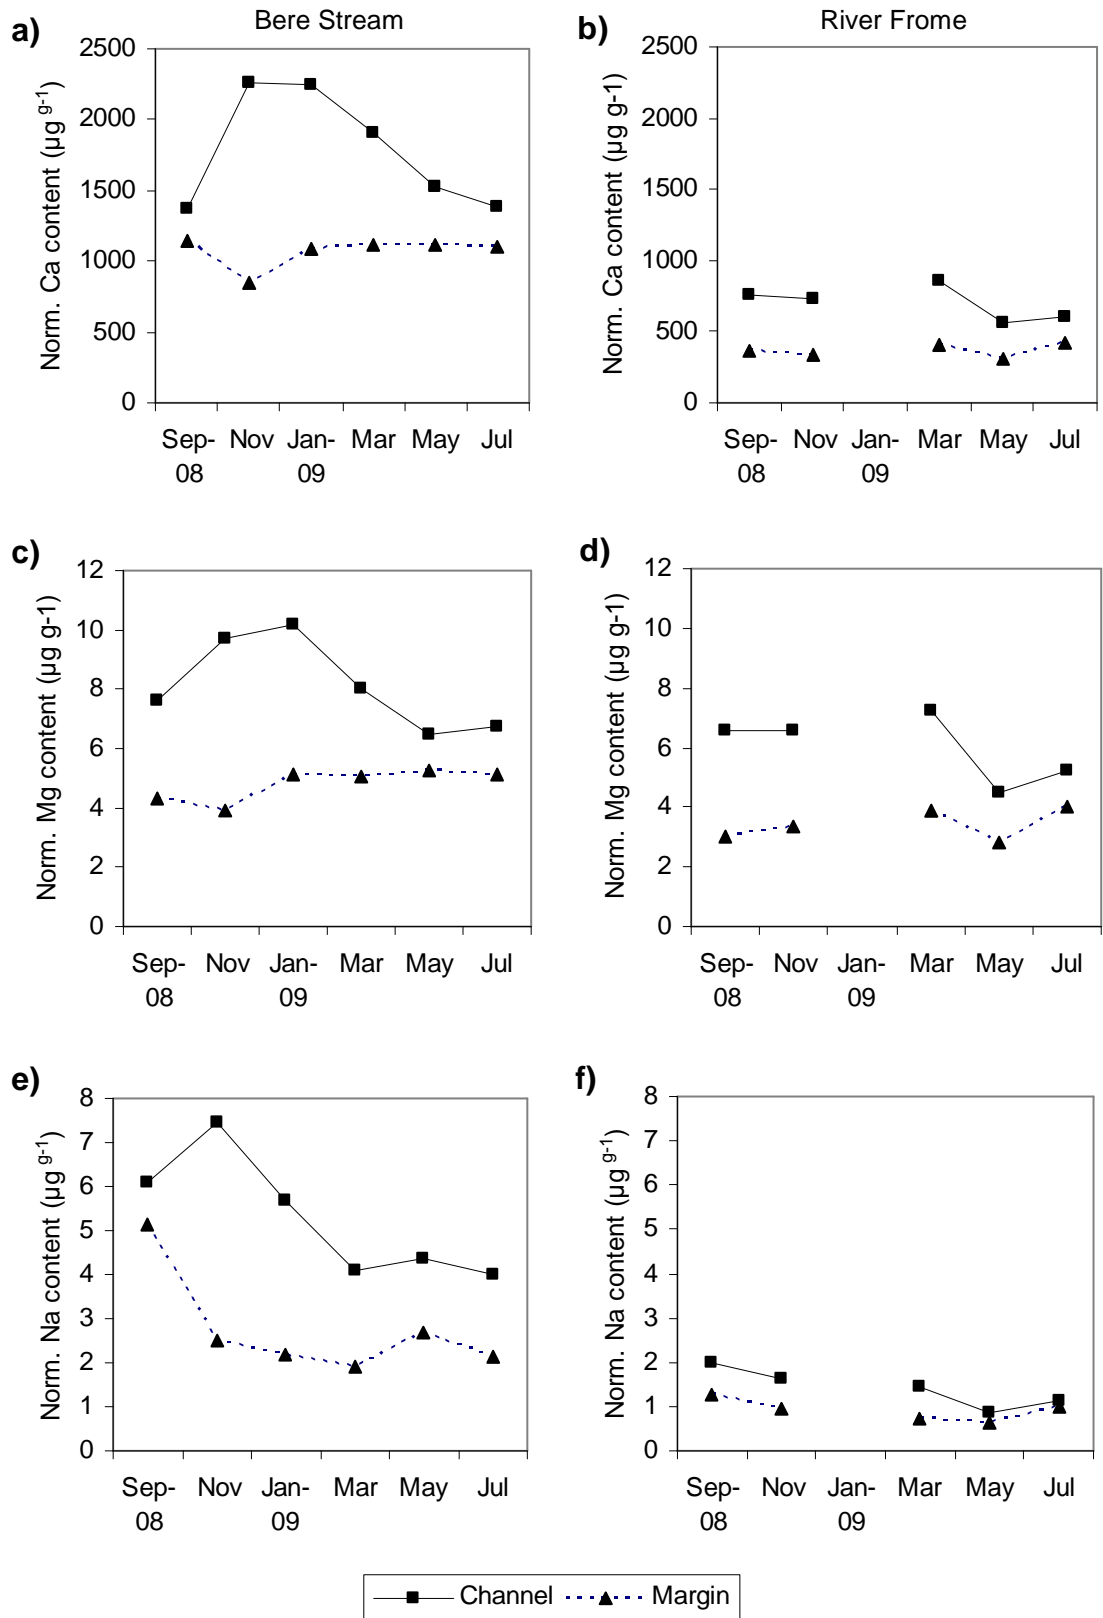 Bere Stream
River Frome
a)
Norm. Ca content (µg g-1)
2500
2000
1500
1000
500
0
Sep-08 Nov Jan-09 Mar May Jul
b)
Norm. Ca content (µg g-1)
2500
2000
1500
1000
500
0
Sep-08 Nov Jan-09 Mar May Jul
c)
Norm. Mg content (µg g-1)
12
10
8
6
4
2
0
Sep-08 Nov Jan-09 Mar May Jul
d)
Norm. Mg content (µg g-1)
12
10
8
6
4
2
0
Sep-08 Nov Jan-09 Mar May Jul
e)
Norm. Na content (µg g-1)
8
7
6
5
4
3
2
1
0
Sep-08 Nov Jan-09 Mar May Jul
f)
Norm. Na content (µg g-1)
8
7
6
5
4
3
2
1
0
Sep-08 Nov Jan-09 Mar May Jul
Channel Margin